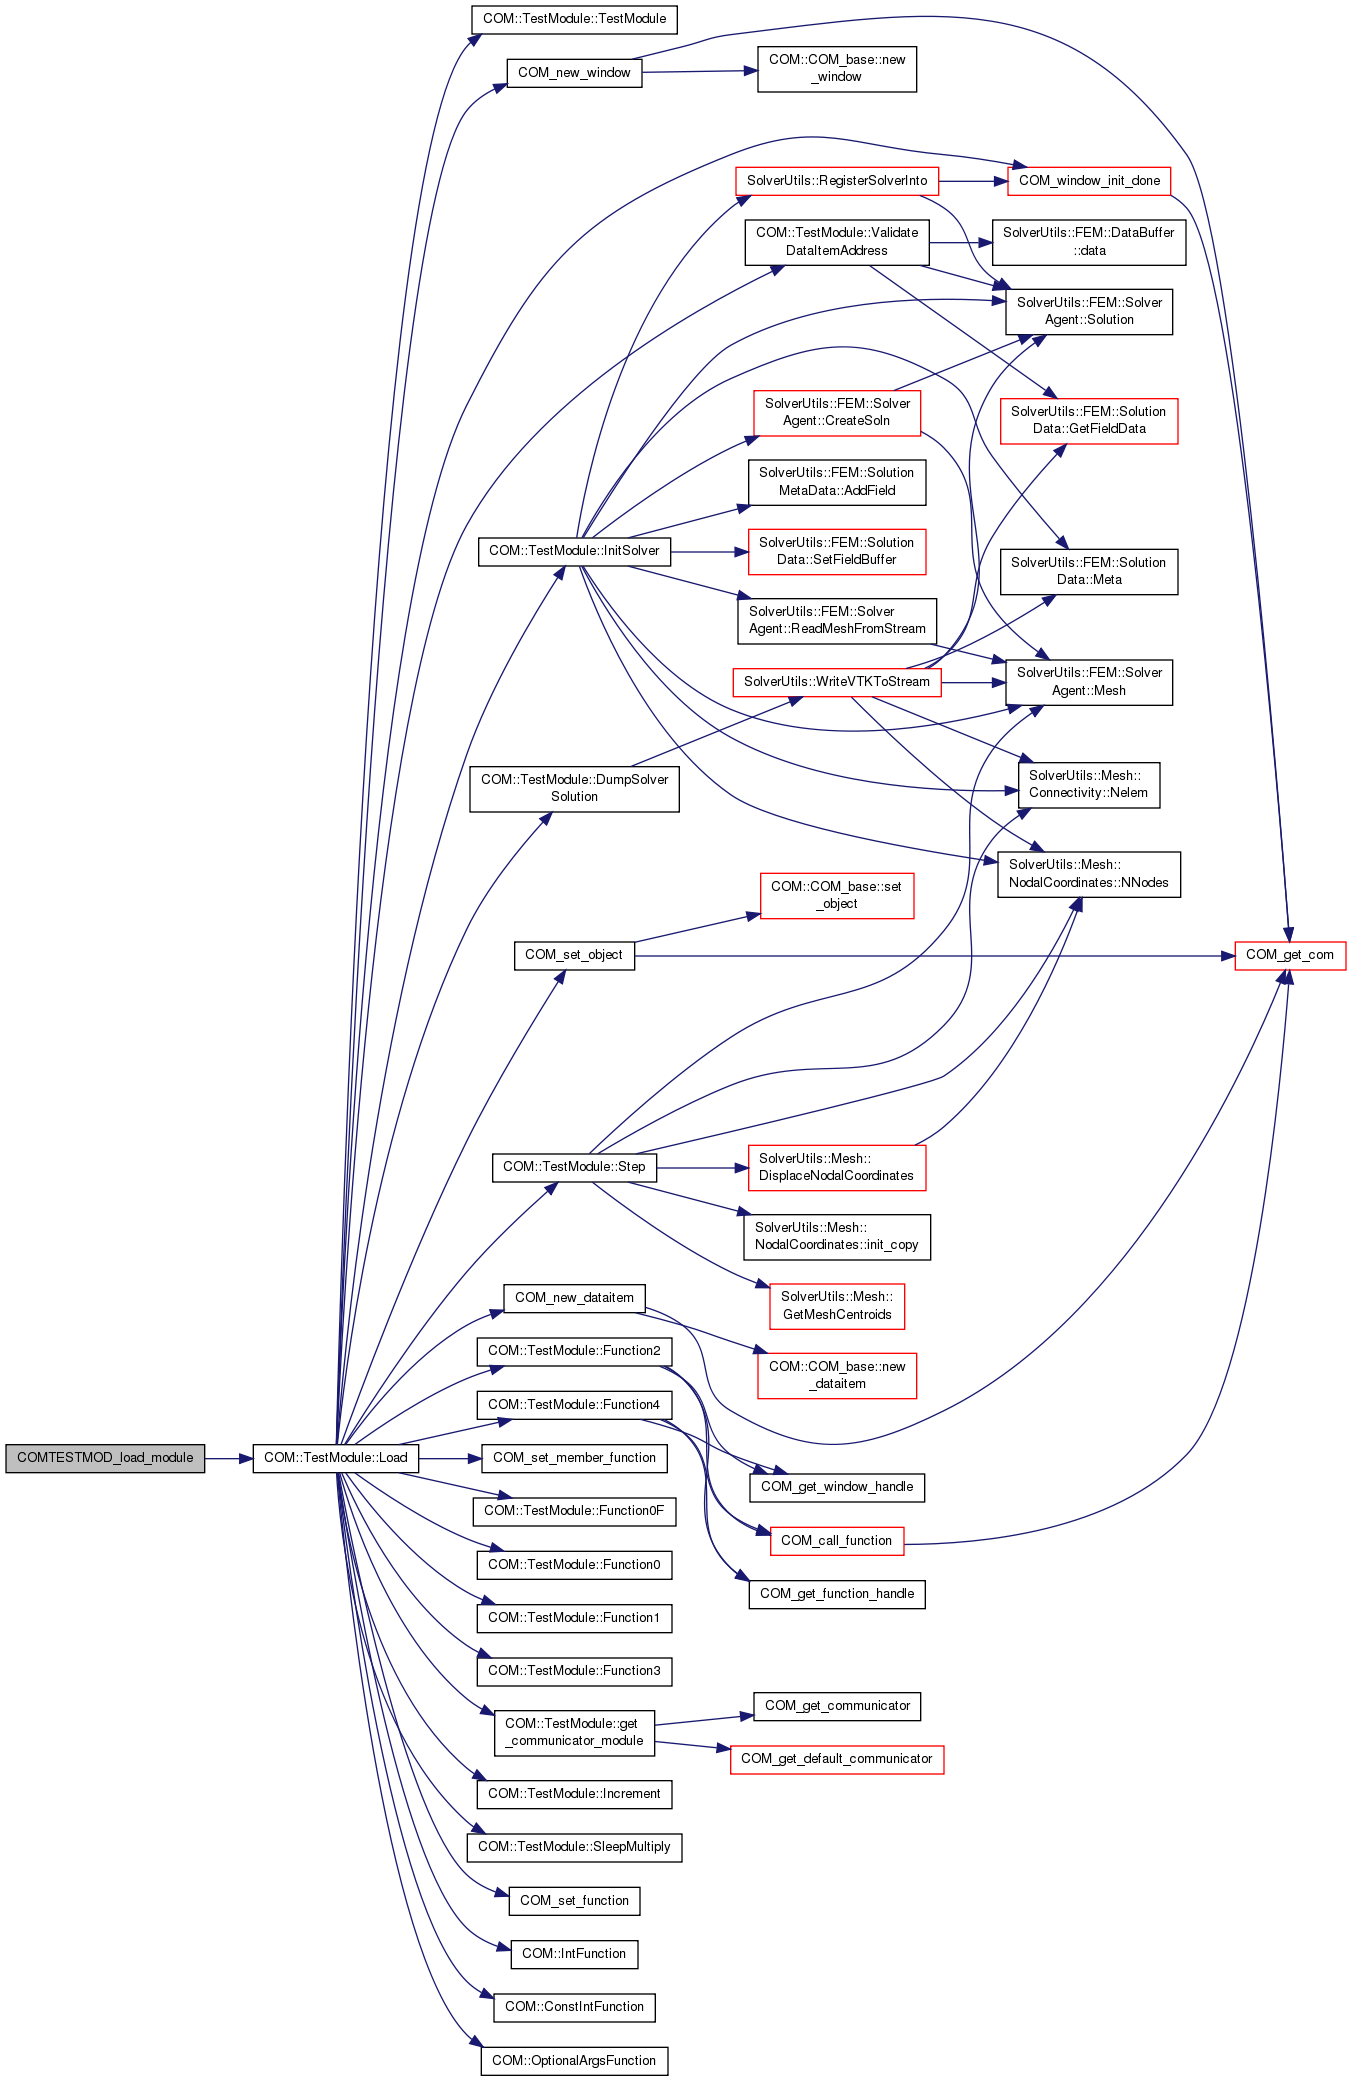 COM::TestModule::TestModule
COM_new_window
COM::COM_base::new
_window
SolverUtils::RegisterSolverInto
COM_window_init_done
COM::TestModule::Validate
DataItemAddress
SolverUtils::FEM::DataBuffer
::data
SolverUtils::FEM::Solver
Agent::Solution
SolverUtils::FEM::Solver
Agent::CreateSoln
SolverUtils::FEM::Solution
Data::GetFieldData
SolverUtils::FEM::Solution
MetaData::AddField
COM::TestModule::InitSolver
SolverUtils::FEM::Solution
Data::SetFieldBuffer
SolverUtils::FEM::Solution
Data::Meta
SolverUtils::FEM::Solver
Agent::ReadMeshFromStream
SolverUtils::WriteVTKToStream
SolverUtils::FEM::Solver
Agent::Mesh
COM::TestModule::DumpSolver
Solution
SolverUtils::Mesh::
Connectivity::Nelem
SolverUtils::Mesh::
NodalCoordinates::NNodes
COM::COM_base::set
_object
COM_set_object
COM_get_com
COM::TestModule::Step
SolverUtils::Mesh::
DisplaceNodalCoordinates
SolverUtils::Mesh::
NodalCoordinates::init_copy
SolverUtils::Mesh::
GetMeshCentroids
COM_new_dataitem
COM::TestModule::Function2
COM::COM_base::new
_dataitem
COM::TestModule::Function4
COMTESTMOD_load_module
COM::TestModule::Load
COM_set_member_function
COM_get_window_handle
COM::TestModule::Function0F
COM_call_function
COM::TestModule::Function0
COM_get_function_handle
COM::TestModule::Function1
COM::TestModule::Function3
COM::TestModule::get
_communicator_module
COM_get_communicator
COM_get_default_communicator
COM::TestModule::Increment
COM::TestModule::SleepMultiply
COM_set_function
COM::IntFunction
COM::ConstIntFunction
COM::OptionalArgsFunction